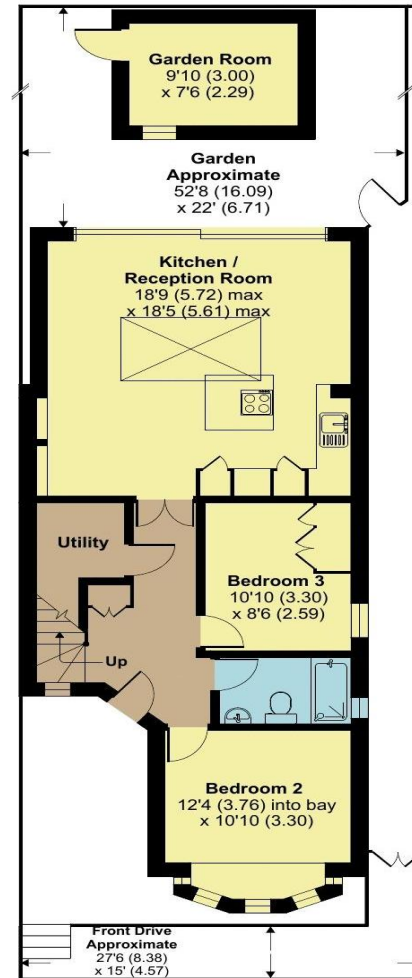 Garden Room
9'10 (3.00)
x 7'6 (2.29)
Garden
Approximate
52'8 (16.09)
x 22' (6.71)
Kitchen /
Reception Room
18'9 (5.72) max
x 18'5 (5.61) max
Utility
Bedroom 3
10'10 (3.30)
x 8'6 (2.59)
Up
Bedroom 2
12'4 (3.76) into bay
x 10'10 (3.30)
Front Drive
Approximate
27'6 (8.38)
x 15' (4.57)